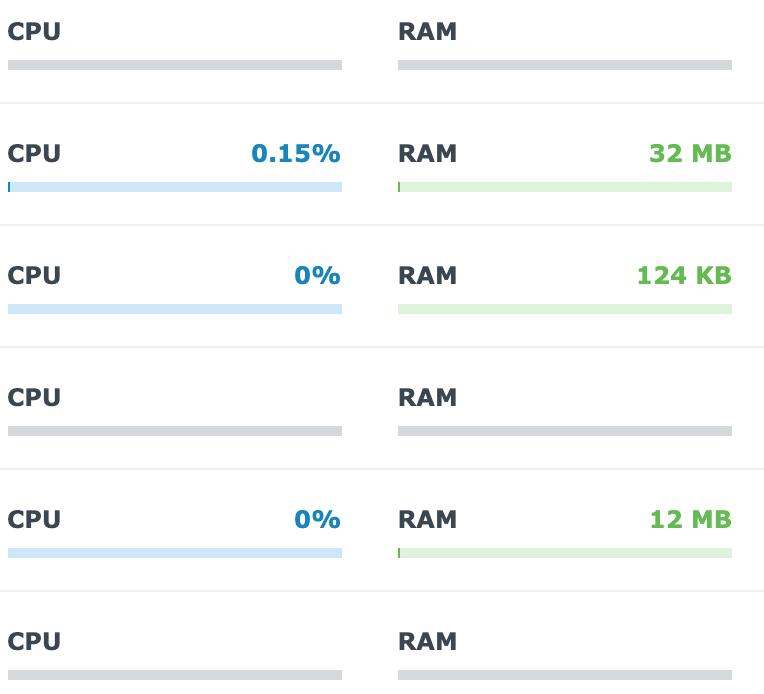 CPU RAM
CPU 0.15% RAM 32 MB
CPU 0% RAM 124 KB
CPU RAM
CPU 0% RAM 12 MB
CPU RAM